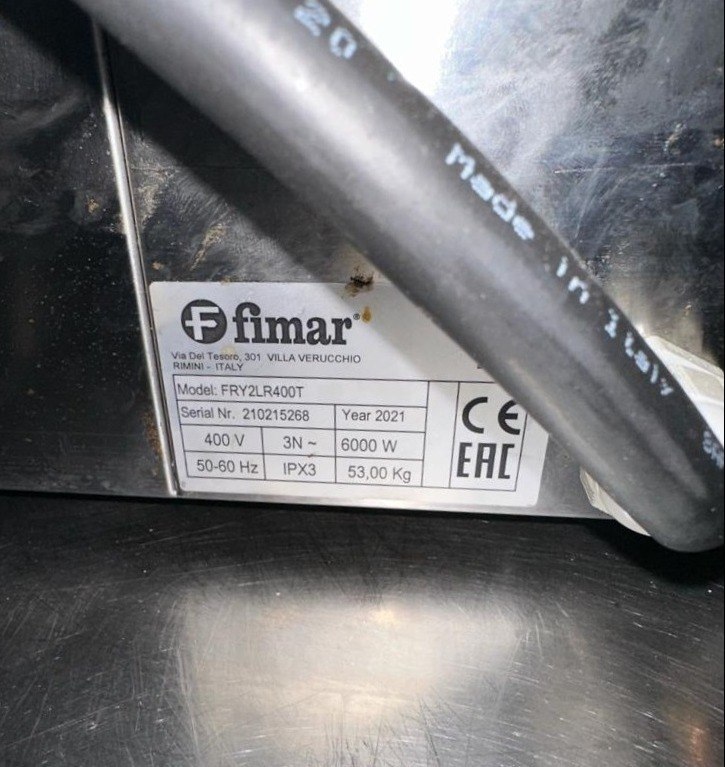 20
Made in Italy
fimar®
Via Del Tesoro, 301 VILLA VERUCCHIO
RIMINI - ITALY
Model: FRY2LR400T
Serial Nr. 210215268 Year 2021
400 V 3N ~ 6000 W
50-60 Hz IPX3 53,00 Kg
CE
EAC